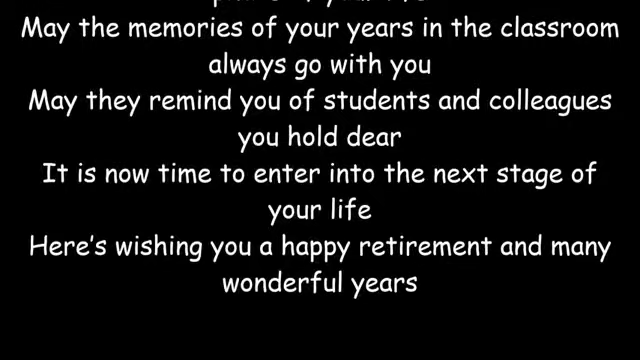 May the memories of your years in the classroom
always go with you
May they remind you of students and colleagues
you hold dear
It is now time to enter into the next stage of
your life
Here's wishing you a happy retirement and many
wonderful years